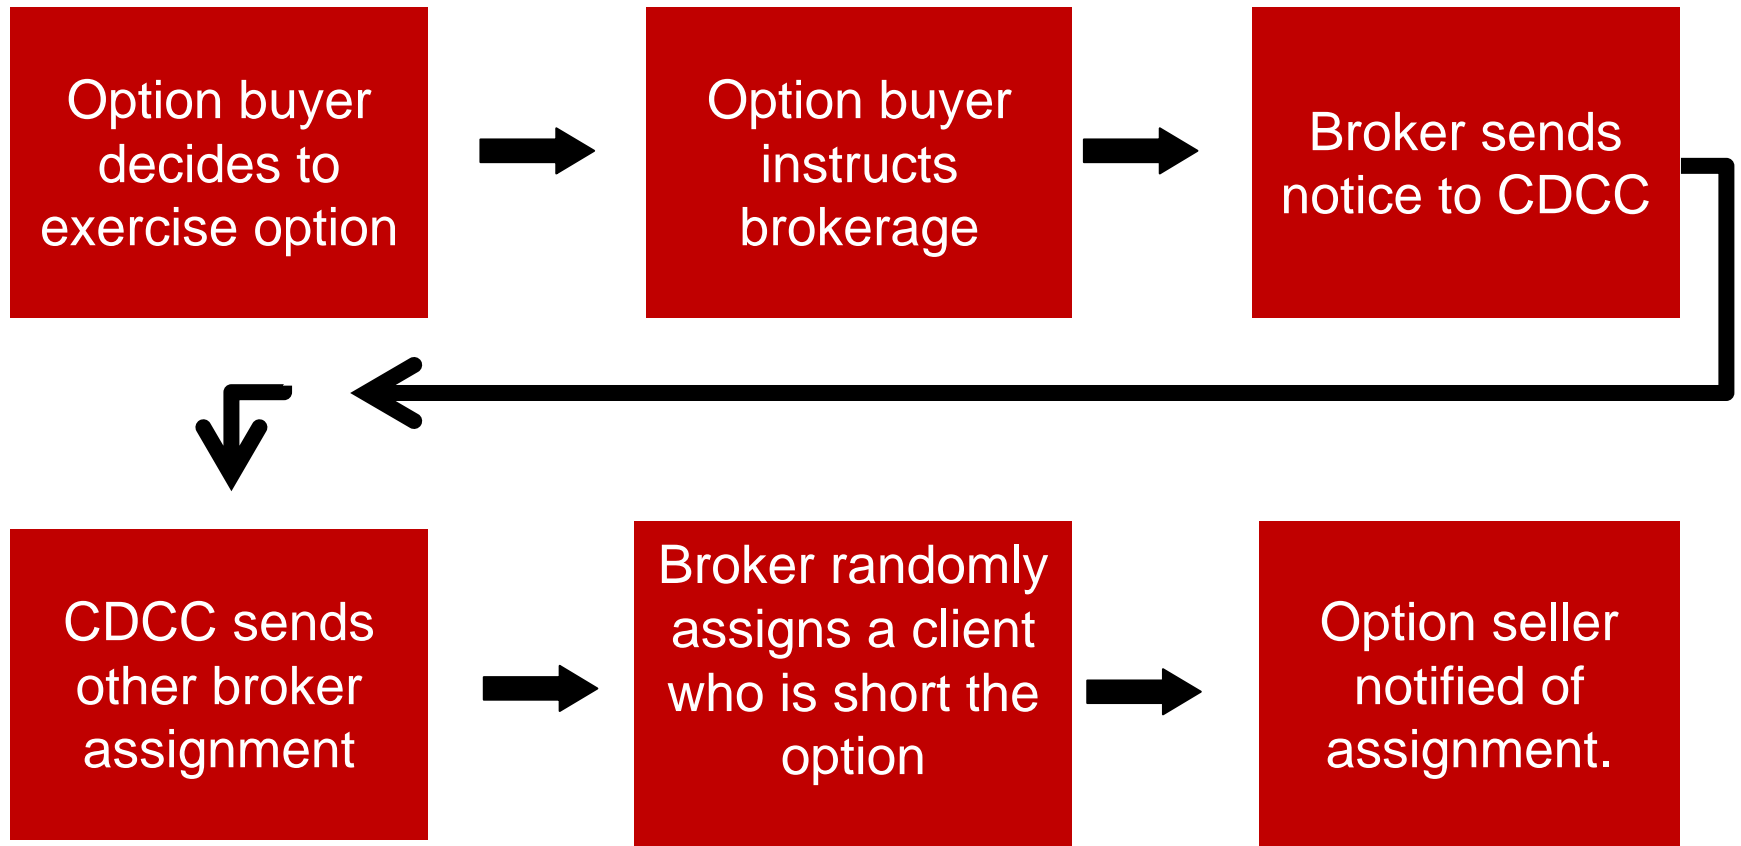 Option buyer
decides to
exercise option
Option buyer
instructs
brokerage
Broker sends
notice to CDCC
CDCC sends
other broker
assignment
Broker randomly
assigns a client
who is short the
option
Option seller
notified of
assignment.